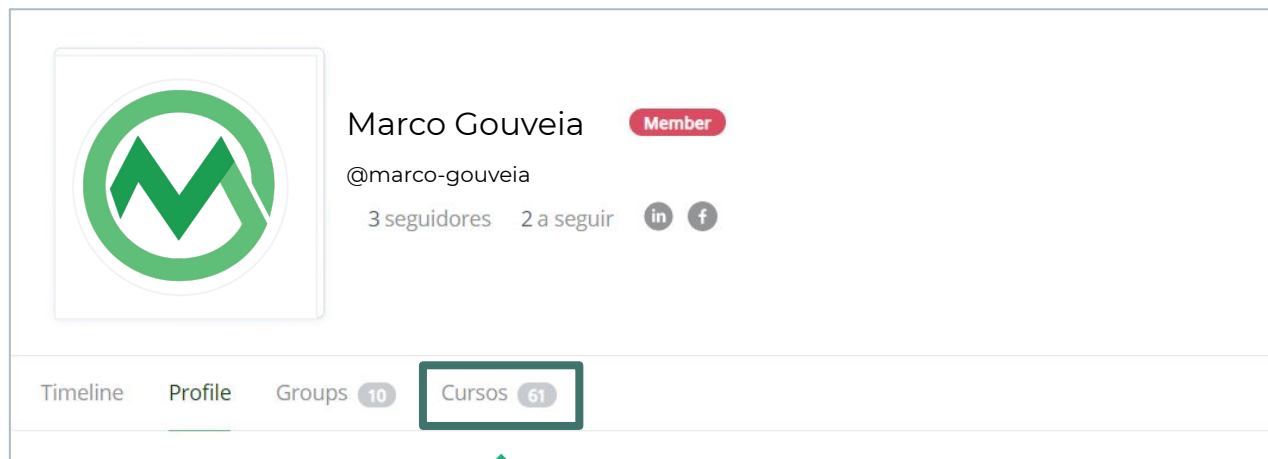 Marco Gouveia Member
@marco-gouveia
3 seguidores 2 a seguir in f
Timeline Profile Groups 10 Cursos 61